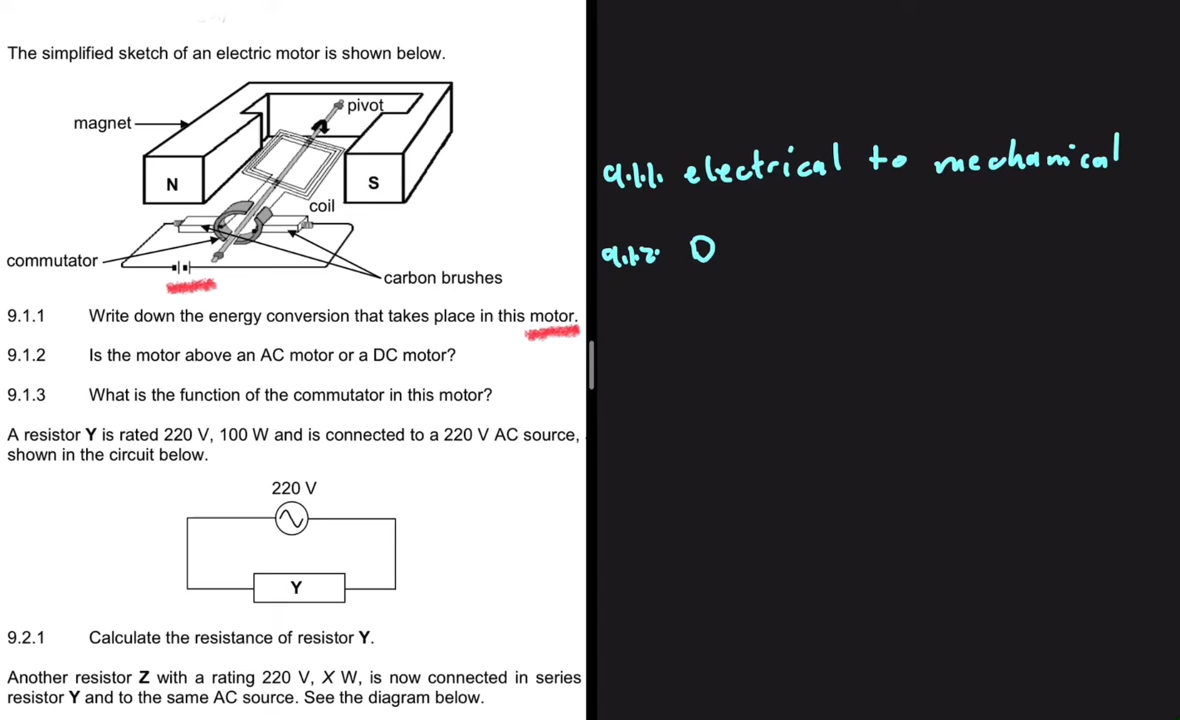 The simplified sketch of an electric motor is shown below.
pivot
magnet
N
S
coil
commutator
carbon brushes
9.1.1 Write down the energy conversion that takes place in this motor.
9.1.2 Is the motor above an AC motor or a DC motor?
9.1.3 What is the function of the commutator in this motor?
A resistor Y is rated 220 V, 100 W and is connected to a 220 V AC source,
shown in the circuit below.
220 V
Y
9.2.1 Calculate the resistance of resistor Y.
Another resistor Z with a rating 220 V, X W, is now connected in series
resistor Y and to the same AC source. See the diagram below.
9.1.1. electrical to mechanical
9.1.2. D